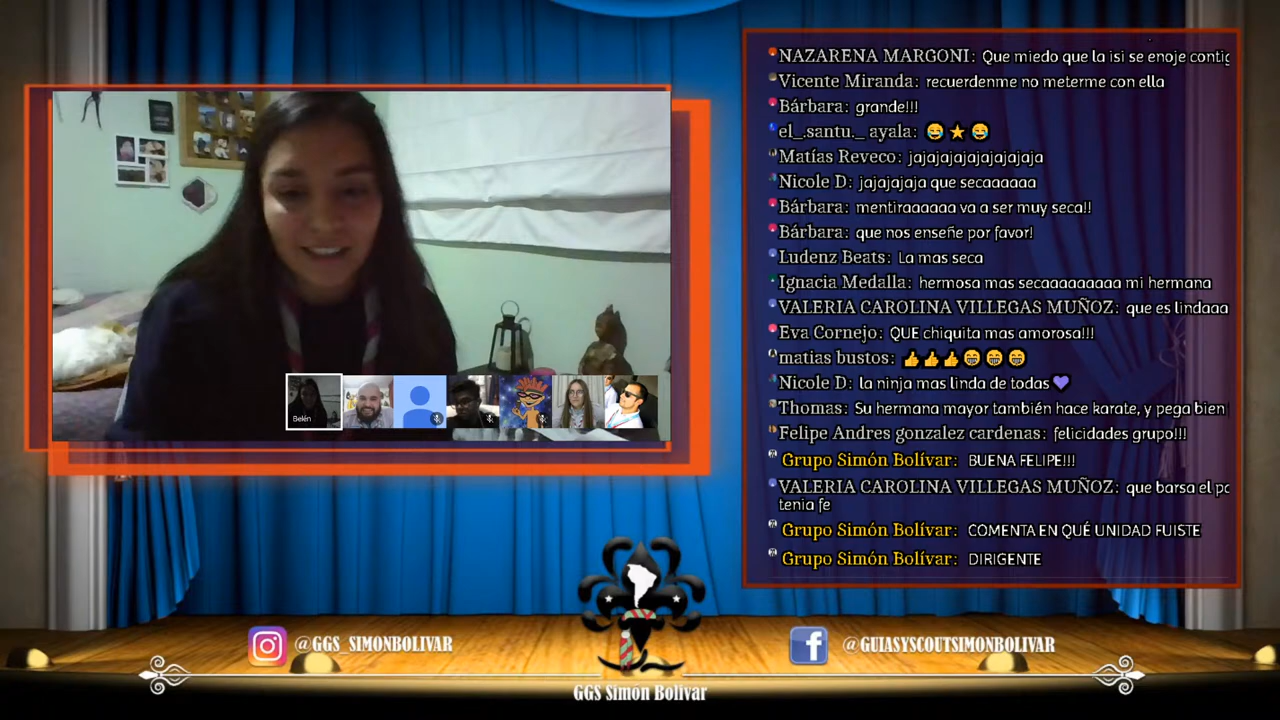 NAZARENA MARGONI: Que miedo que la isi se enoje contig
Vicente Miranda: recuerdenme no meterme con ella
Bárbara: grande!!!
el_.santu._ ayala: 😂 ⭐ 😂
Matías Reveco: jajajajajajajajaja
Nicole D: jajajajaja que secaaaaaa
Bárbara: mentiraaaaaa va a ser muy seca!!
Bárbara: que nos enseñe por favor!
Ludenz Beats: La mas seca
Ignacia Medalla: hermosa mas secaaaaaaaaa mi hermana
VALERIA CAROLINA VILLEGAS MUÑOZ: que es lindaaa
Eva Cornejo: QUE chiquita mas amorosa!!!
matias bustos: 👍👍👍😁😁😁
Nicole D: la ninja mas linda de todas💜
Thomas: Su hermana mayor también hace karate, y pega bien
Felipe Andres gonzalez cardenas: felicidades grupo!!!
Grupo Simón Bolívar: BUENA FELIPE!!!
VALERIA CAROLINA VILLEGAS MUÑOZ: que barsa el po
tenia fe
Grupo Simón Bolívar: COMENTA EN QUÉ UNIDAD FUISTE
Grupo Simón Bolívar: DIRIGENTE
Belén
@GGS_SIMONBOLIVAR
@GUIASYSCOUTSIMONBOLIVAR
GGS Simón Bolívar